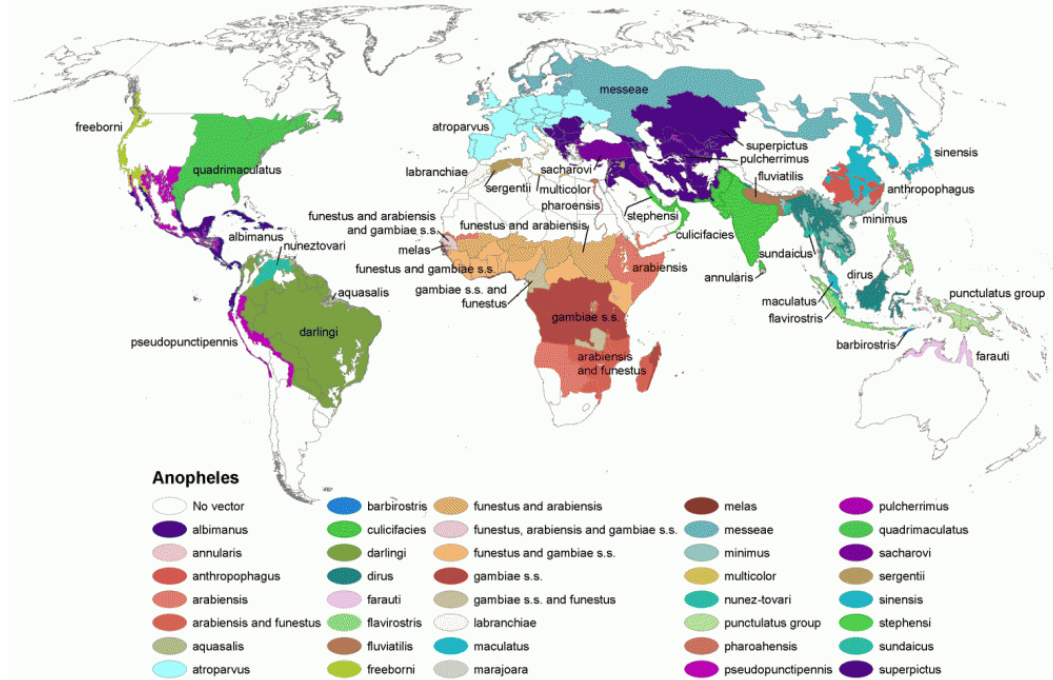 messeae
freeborni
atroparvus
quadrimaculatus
superpictus
pulcherrimus
sinensis
labranchiae
sacharovi
fluviatilis
sergentii
multicolor
anthropophagus
pharoensis
funestus and arabiensis
and gambiae s.s.
funestus and arabiensis
stephensi
minimus
albimanus
nuneztovari
melas
culicifacies
sundaicus
funestus and gambiae s.s.
arabiensis
annularis
dirus
aquasalis
gambiae s.s. and
funestus
punctulatus group
maculatus
gambiae s.s.
flavirostris
darlingi
pseudopunctipennis
barbirostris
arabiensis
and funestus
farauti
Anopheles
No vector
albimanus
annularis
anthropophagus
arabiensis
arabiensis and funestus
aquasalis
atroparvus
barbirostris
culicifacies
darlingi
dirus
farauti
flavirostris
fluviatilis
freeborni
funestus and arabiensis
funestus, arabiensis and gambiae s.s.
funestus and gambiae s.s.
gambiae s.s.
gambiae s.s. and funestus
labranchiae
maculatus
marajoara
melas
messeae
minimus
multicolor
nunez-tovari
punctulatus group
pharoahensis
pseudopunctipennis
pulcherrimus
quadrimaculatus
sacharovi
sergentii
sinensis
stephensi
sundaicus
superpictus